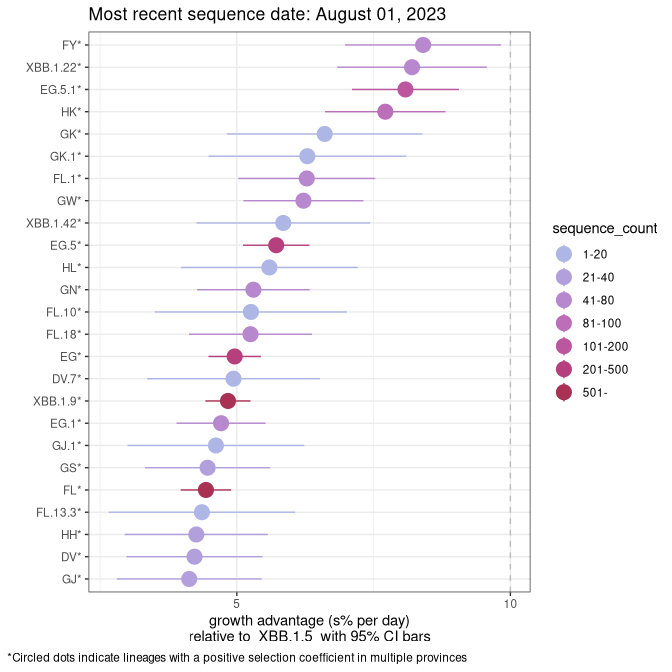 Most recent sequence date: August 01, 2023
FY*
XBB.1.22*
EG.5.1*
HK*
GK*
GK.1*
FL.1*
GW*
XBB.1.42*
EG.5*
HL*
GN*
FL.10*
FL.18*
EG*
DV.7*
XBB.1.9*
EG.1*
GJ.1*
GS*
FL*
FL.13.3*
HH*
DV*
GJ*
5 10
growth advantage (s% per day)
relative to XBB.1.5 with 95% CI bars
sequence_count
1-20
21-40
41-80
81-100
101-200
201-500
501-
*Circled dots indicate lineages with a positive selection coefficient in multiple provinces